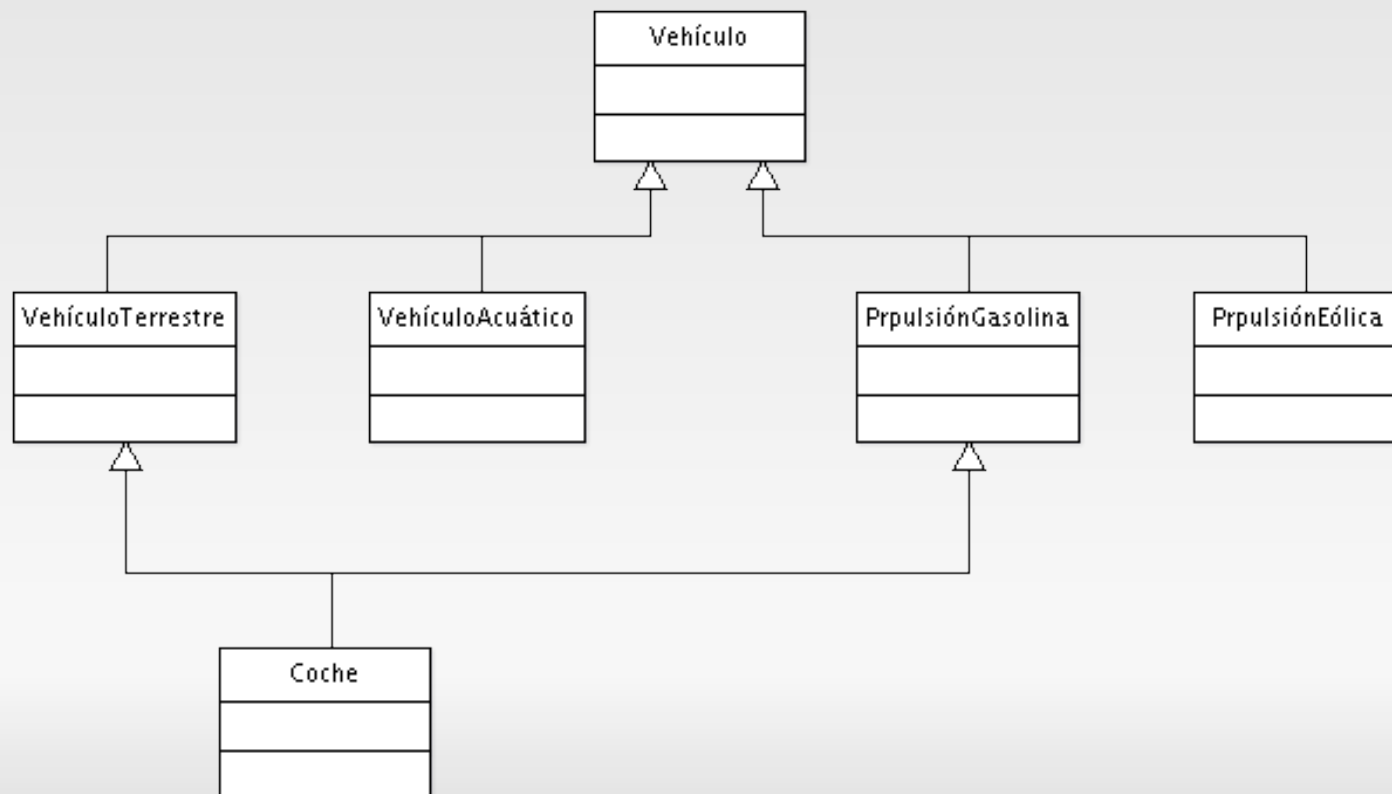 Vehículo
VehículoTerrestre
VehículoAcuático
PrpulsiónGasolina
PrpulsiónEólica
Coche